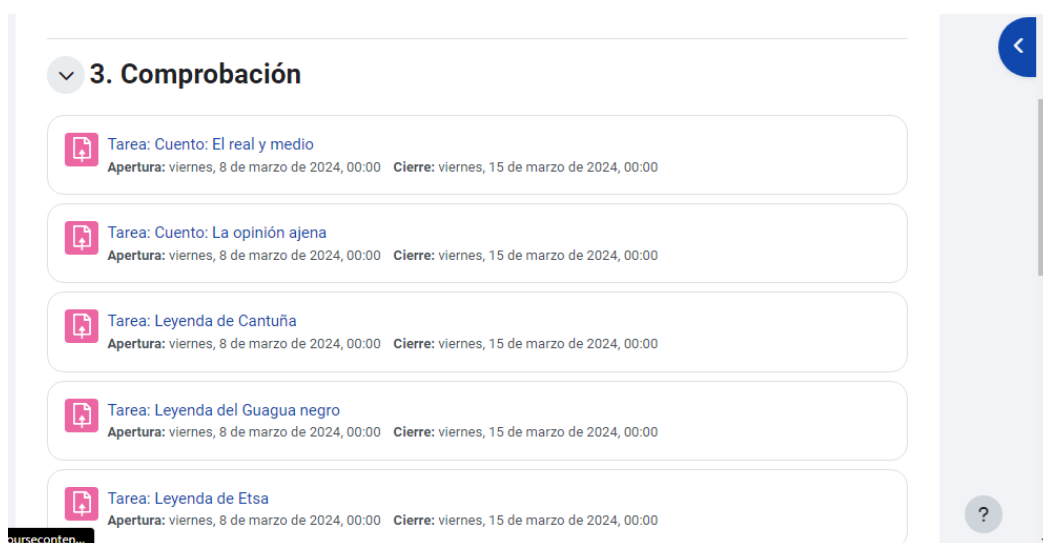 3. Comprobación
Tarea: Cuento: El real y medio
Apertura: viernes, 8 de marzo de 2024, 00:00 Cierre: viernes, 15 de marzo de 2024, 00:00
Tarea: Cuento: La opinión ajena
Apertura: viernes, 8 de marzo de 2024, 00:00 Cierre: viernes, 15 de marzo de 2024, 00:00
Tarea: Leyenda de Cantuña
Apertura: viernes, 8 de marzo de 2024, 00:00 Cierre: viernes, 15 de marzo de 2024, 00:00
Tarea: Leyenda del Guagua negro
Apertura: viernes, 8 de marzo de 2024, 00:00 Cierre: viernes, 15 de marzo de 2024, 00:00
Tarea: Leyenda de Etsa
Apertura: viernes, 8 de marzo de 2024, 00:00 Cierre: viernes, 15 de marzo de 2024, 00:00
?